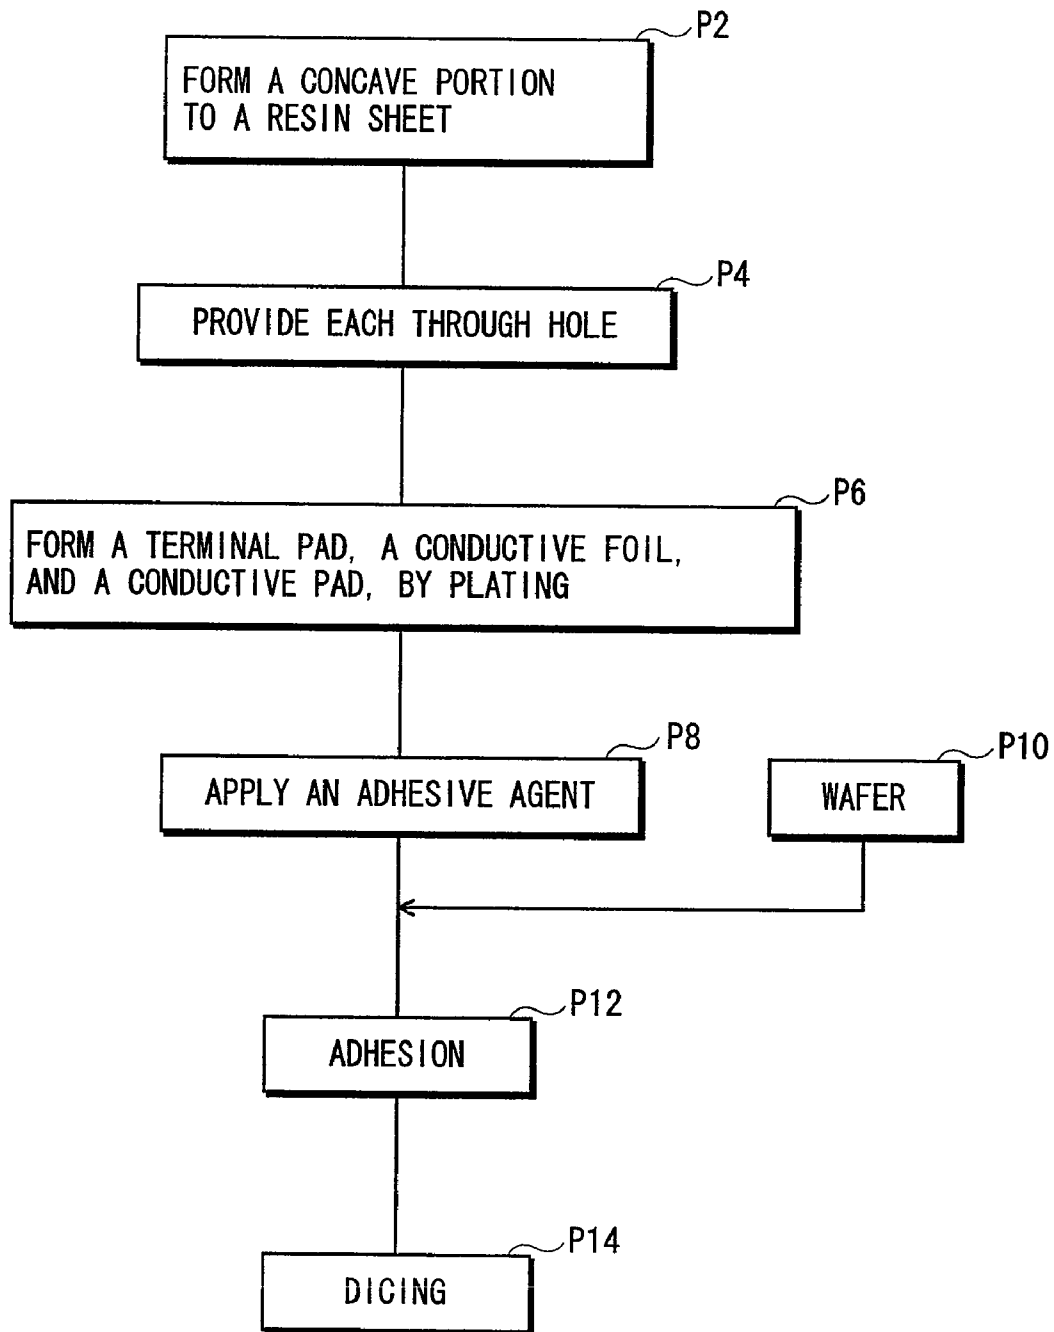 P2
FORM A CONCAVE PORTION
TO A RESIN SHEET
P4
PROVIDE EACH THROUGH HOLE
P6
FORM A TERMINAL PAD, A CONDUCTIVE FOIL,
AND A CONDUCTIVE PAD, BY PLATING
P8
APPLY AN ADHESIVE AGENT
P10
WAFER
P12
ADHESION
P14
DICING